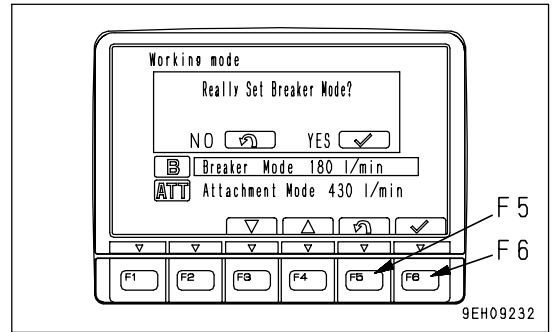 Working mode
Really Set Breaker Mode?
NO YES
B Breaker Mode 180 l/min
ATT Attachment Mode 430 l/min
F5
F6
F1 F2 F3 F4 F5 F6
9EH09232